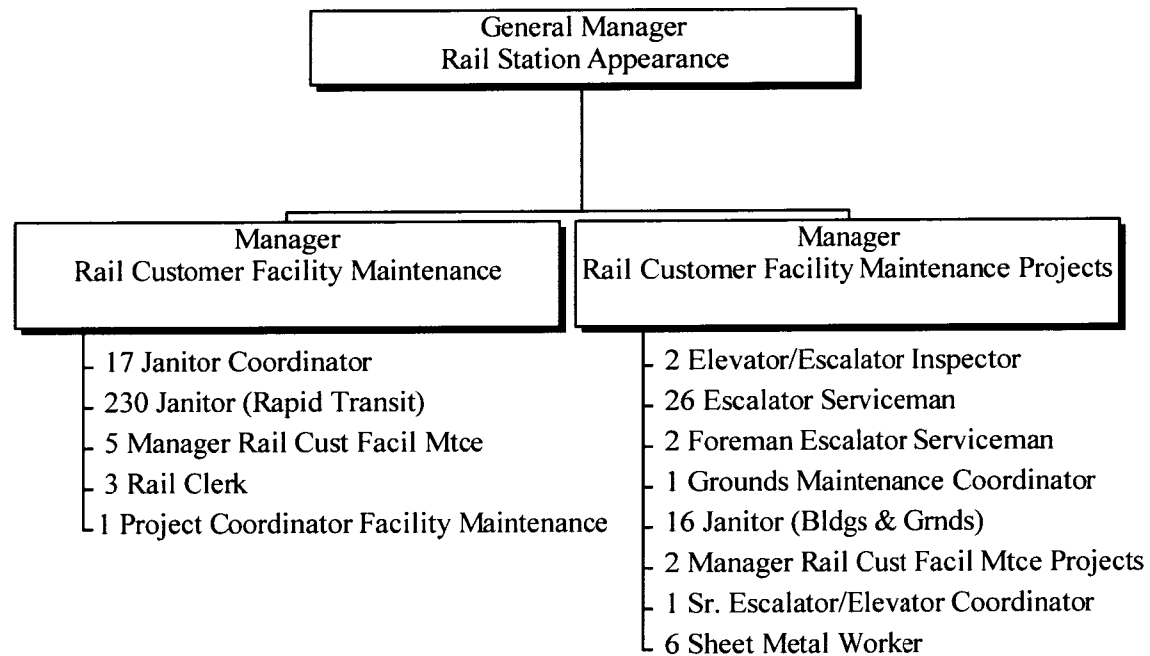 General Manager
Rail Station Appearance
Manager
Rail Customer Facility Maintenance
17 Janitor Coordinator
230 Janitor (Rapid Transit)
5 Manager Rail Cust Facil Mtce
3 Rail Clerk
1 Project Coordinator Facility Maintenance
Manager
Rail Customer Facility Maintenance Projects
2 Elevator/Escalator Inspector
26 Escalator Serviceman
2 Foreman Escalator Serviceman
1 Grounds Maintenance Coordinator
16 Janitor (Bldgs & Grnds)
2 Manager Rail Cust Facil Mtce Projects
1 Sr. Escalator/Elevator Coordinator
6 Sheet Metal Worker